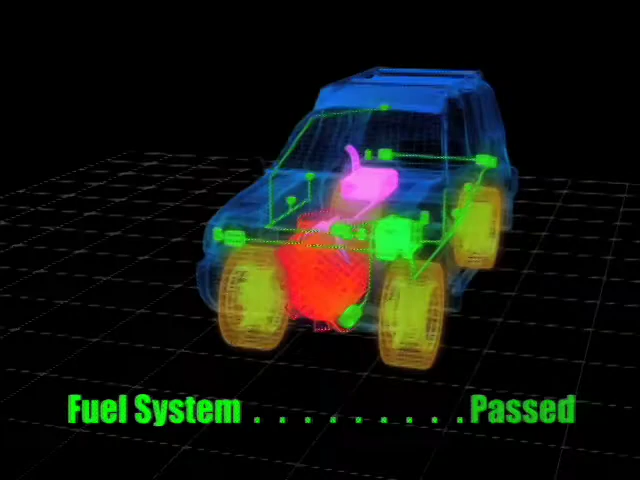 Fuel System . . . . . . . . . Passed